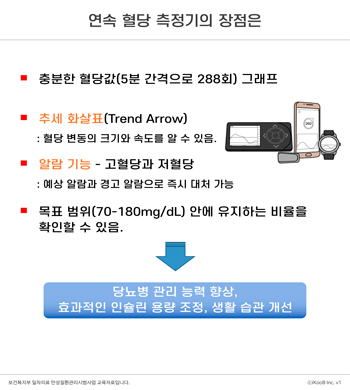 연속 혈당 측정기의 장점은
충분한 혈당값(5분 간격으로 288회) 그래프
추세 화살표(Trend Arrow)
: 혈당 변동의 크기와 속도를 알 수 있음.
알람 기능 - 고혈당과 저혈당
: 예상 알람과 경고 알람으로 즉시 대처 가능
목표 범위(70-180mg/dL) 안에 유지하는 비율을
확인할 수 있음.
당뇨병 관리 능력 향상,
효과적인 인슐린 용량 조정, 생활 습관 개선
보건복지부 일차의료 만성질환관리시범사업 교육자료입니다.
v1